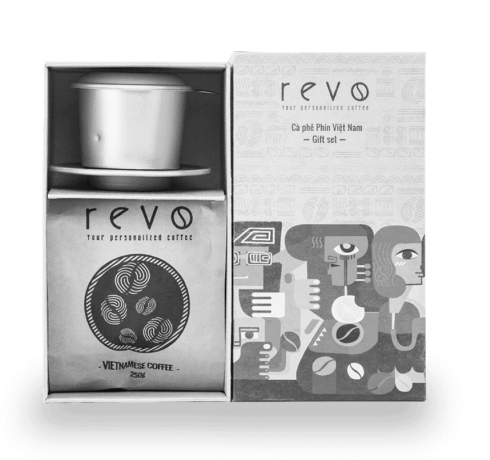 revo
Your personalized coffee
Cà phê Phin Việt Nam
– Gift set –
revo
Your personalized coffee
- VIETNAMESE COFFEE -
250g